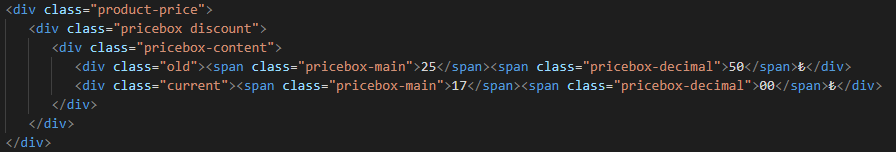 <div class="product-price">
<div class="pricebox discount">
<div class="pricebox-content">
<div class="old"><span class="pricebox-main">25</span><span class="pricebox-decimal">50</span>₺</div>
<div class="current"><span class="pricebox-main">17</span><span class="pricebox-decimal">00</span>₺</div>
</div>
</div>
</div>